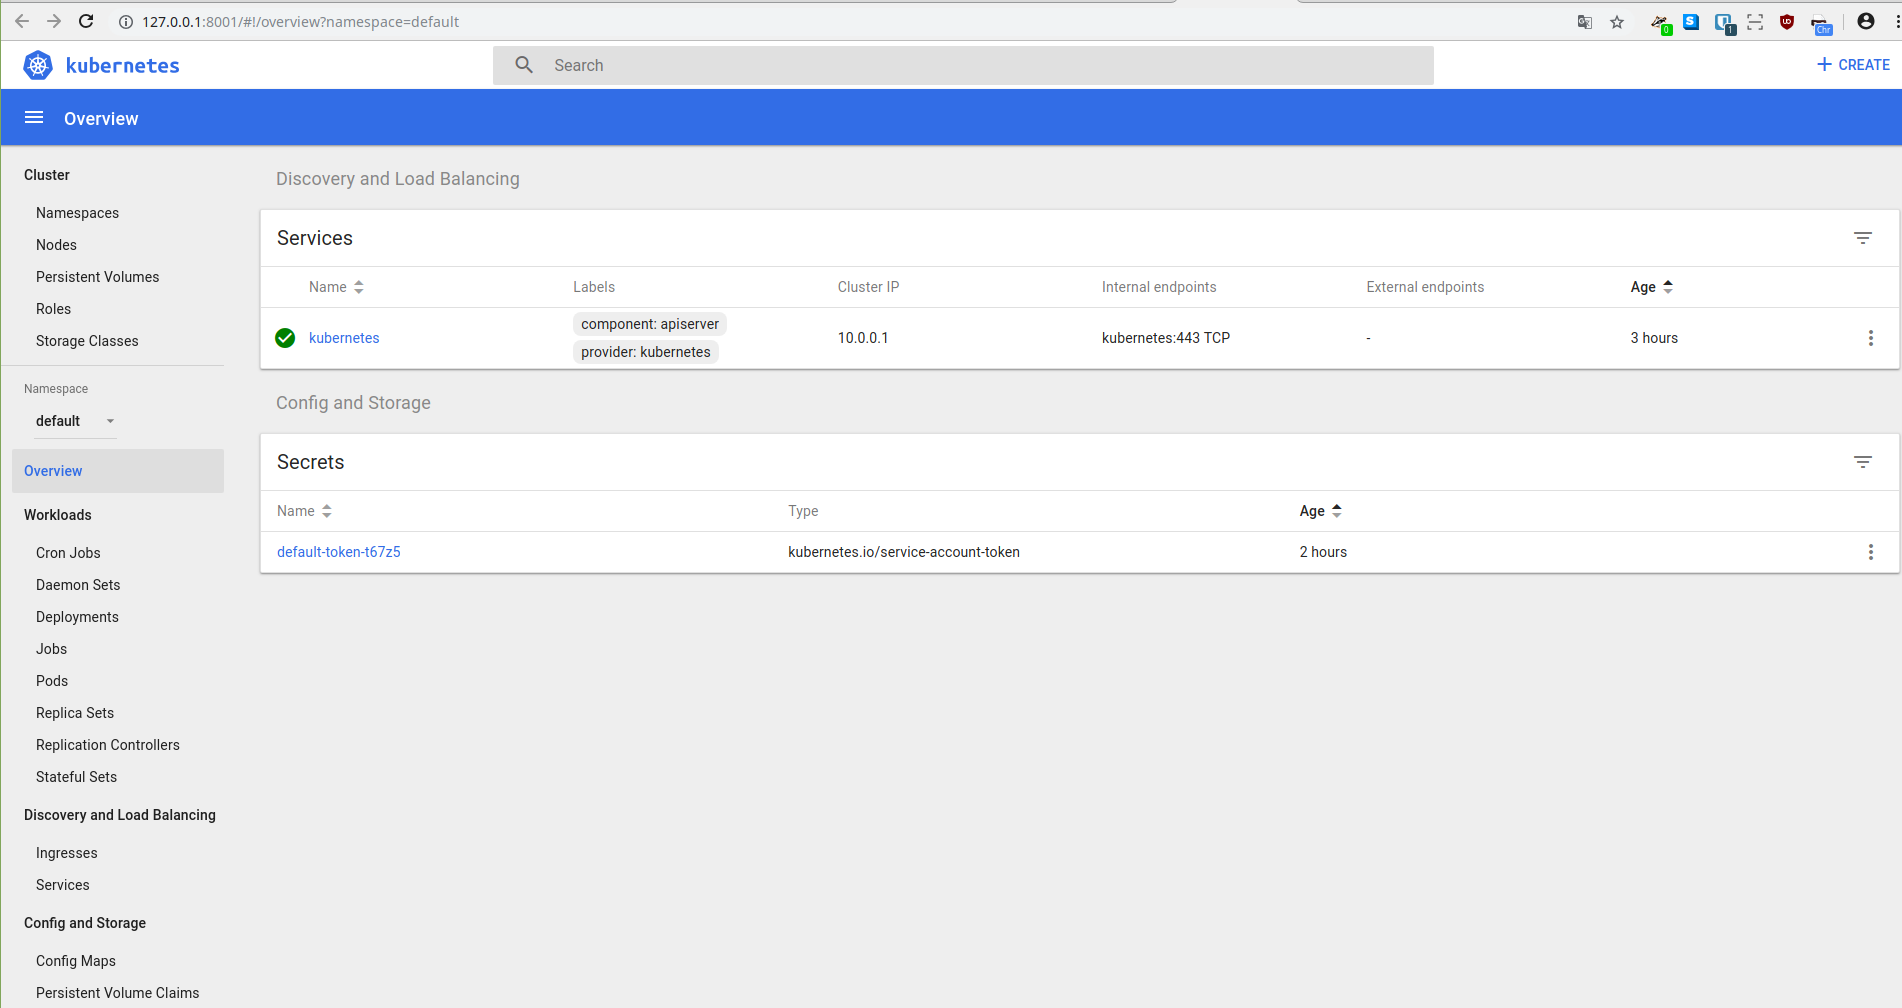 127.0.0.1:8001/#!/overview?namespace=default
0
S
1
Chr
kubernetes
Search
+ CREATE
Overview
Cluster
Namespaces
Nodes
Persistent Volumes
Roles
Storage Classes
Namespace
default
Overview
Workloads
Cron Jobs
Daemon Sets
Deployments
Jobs
Pods
Replica Sets
Replication Controllers
Stateful Sets
Discovery and Load Balancing
Ingresses
Services
Config and Storage
Config Maps
Persistent Volume Claims
Discovery and Load Balancing
Services
Name Labels Cluster IP Internal endpoints External endpoints Age
component: apiserver
kubernetes 10.0.0.1 kubernetes:443 TCP - 3 hours
provider: kubernetes
Config and Storage
Secrets
Name Type Age
default-token-t67z5 kubernetes.io/service-account-token 2 hours